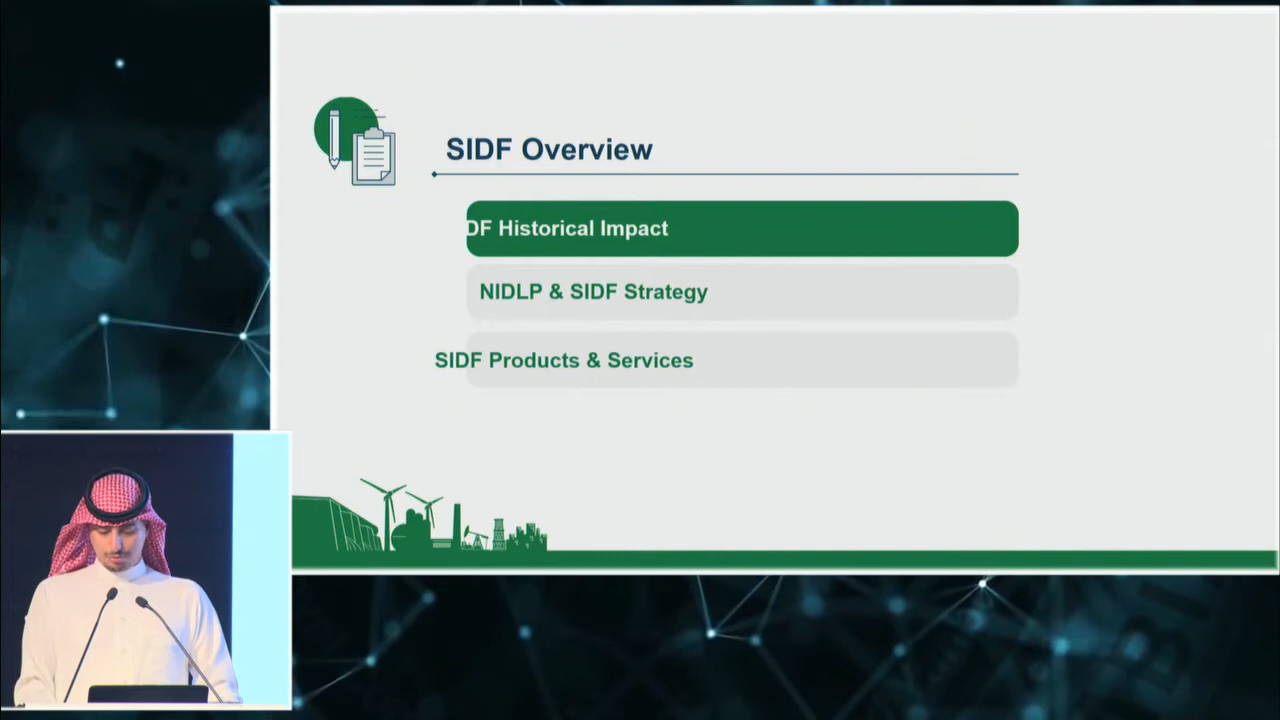 SIDF Overview
DF Historical Impact
NIDLP & SIDF Strategy
SIDF Products & Services